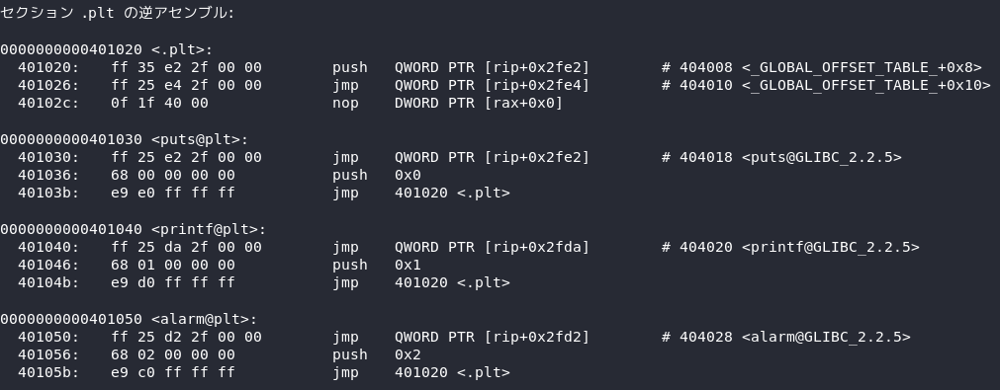 セクション .plt の逆アセンブル:
0000000000401020 <.plt>:
401020: ff 35 e2 2f 00 00 push QWORD PTR [rip+0x2fe2] # 404008 <_GLOBAL_OFFSET_TABLE_+0x8>
401026: ff 25 e4 2f 00 00 jmp QWORD PTR [rip+0x2fe4] # 404010 <_GLOBAL_OFFSET_TABLE_+0x10>
40102c: 0f 1f 40 00 nop DWORD PTR [rax+0x0]
0000000000401030 <puts@plt>:
401030: ff 25 e2 2f 00 00 jmp QWORD PTR [rip+0x2fe2] # 404018 <puts@GLIBC_2.2.5>
401036: 68 00 00 00 00 push 0x0
40103b: e9 e0 ff ff ff jmp 401020 <.plt>
0000000000401040 <printf@plt>:
401040: ff 25 da 2f 00 00 jmp QWORD PTR [rip+0x2fda] # 404020 <printf@GLIBC_2.2.5>
401046: 68 01 00 00 00 push 0x1
40104b: e9 d0 ff ff ff jmp 401020 <.plt>
0000000000401050 <alarm@plt>:
401050: ff 25 d2 2f 00 00 jmp QWORD PTR [rip+0x2fd2] # 404028 <alarm@GLIBC_2.2.5>
401056: 68 02 00 00 00 push 0x2
40105b: e9 c0 ff ff ff jmp 401020 <.plt>